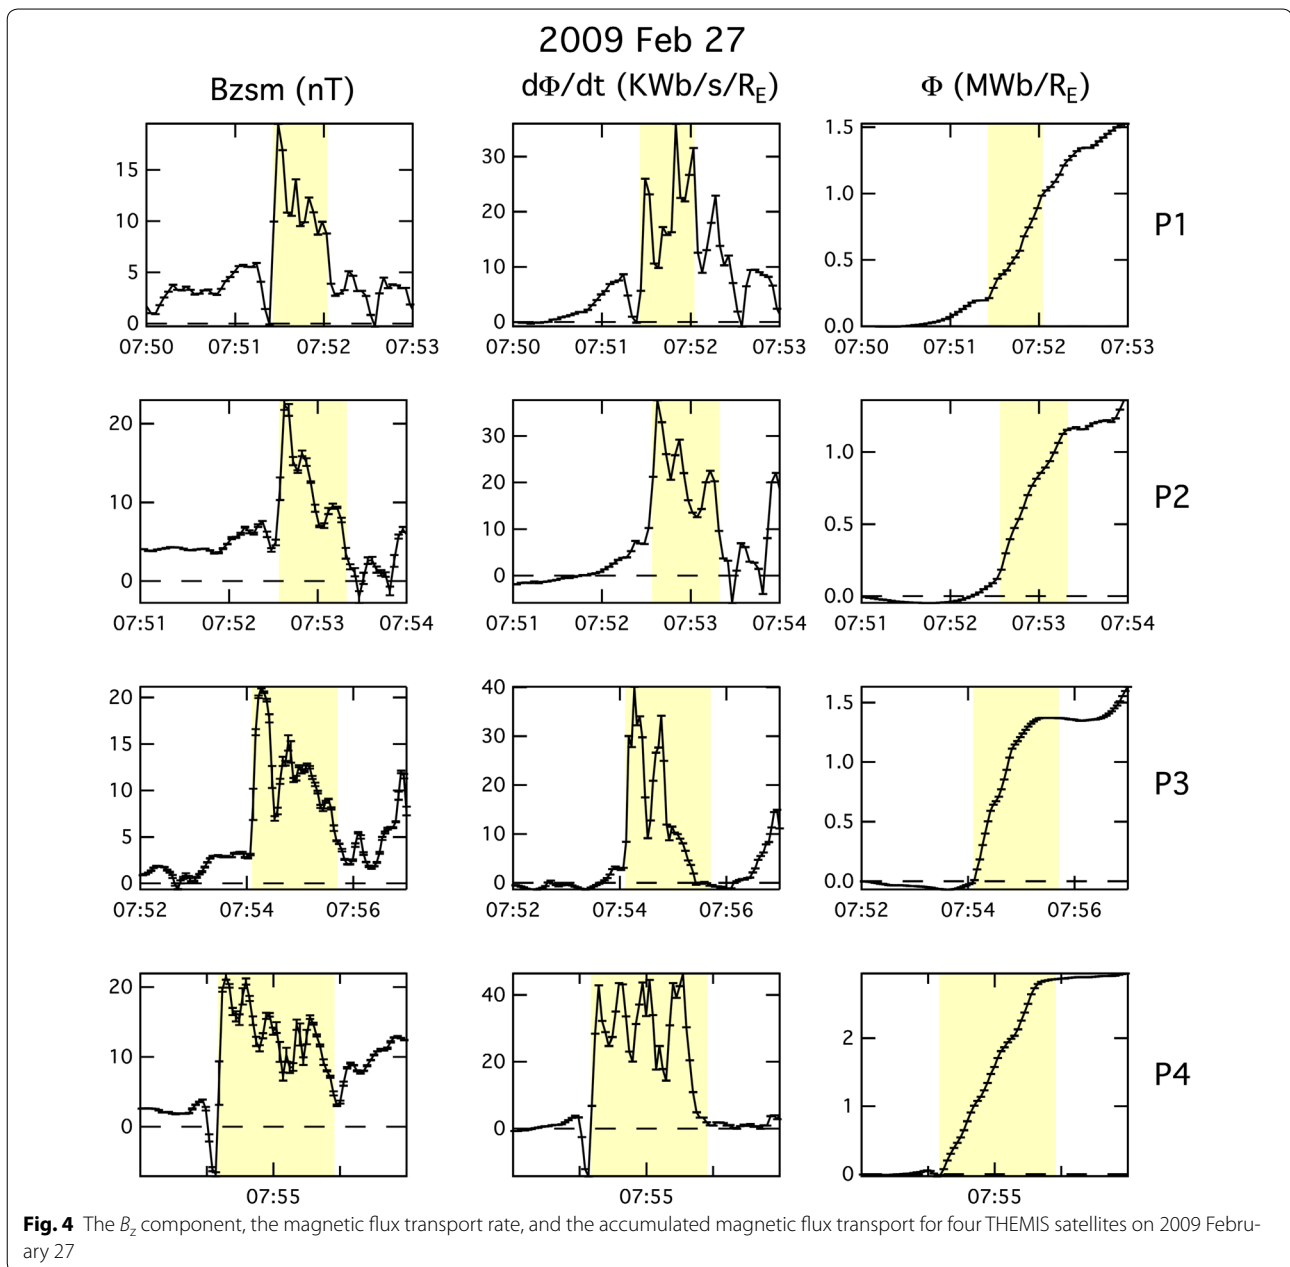 2009 Feb 27
Bzsm (nT)
dΦ/dt (KWb/s/R_E)
Φ (MWb/R_E)
15
10
5
0
07:50 07:51 07:52 07:53
30
20
10
0
07:50 07:51 07:52 07:53
1.5
1.0
0.5
0.0
07:50 07:51 07:52 07:53
P1
20
10
0
07:51 07:52 07:53 07:54
30
20
10
0
07:51 07:52 07:53 07:54
1.0
0.5
0.0
07:51 07:52 07:53 07:54
P2
20
15
10
5
0
07:52 07:54 07:56
40
30
20
10
0
07:52 07:54 07:56
1.5
1.0
0.5
0.0
07:52 07:54 07:56
P3
20
10
0
07:55
40
20
0
07:55
2
1
0
07:55
P4
Fig. 4 The B_z component, the magnetic flux transport rate, and the accumulated magnetic flux transport for four THEMIS satellites on 2009 Febru-
ary 27